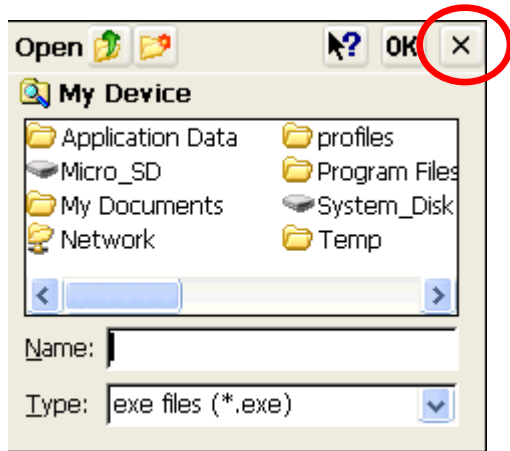 Open ? OK ×
My Device
Application Data profiles
Micro_SD Program Files
My Documents System_Disk
Network Temp
Name:
Type: exe files (*.exe)